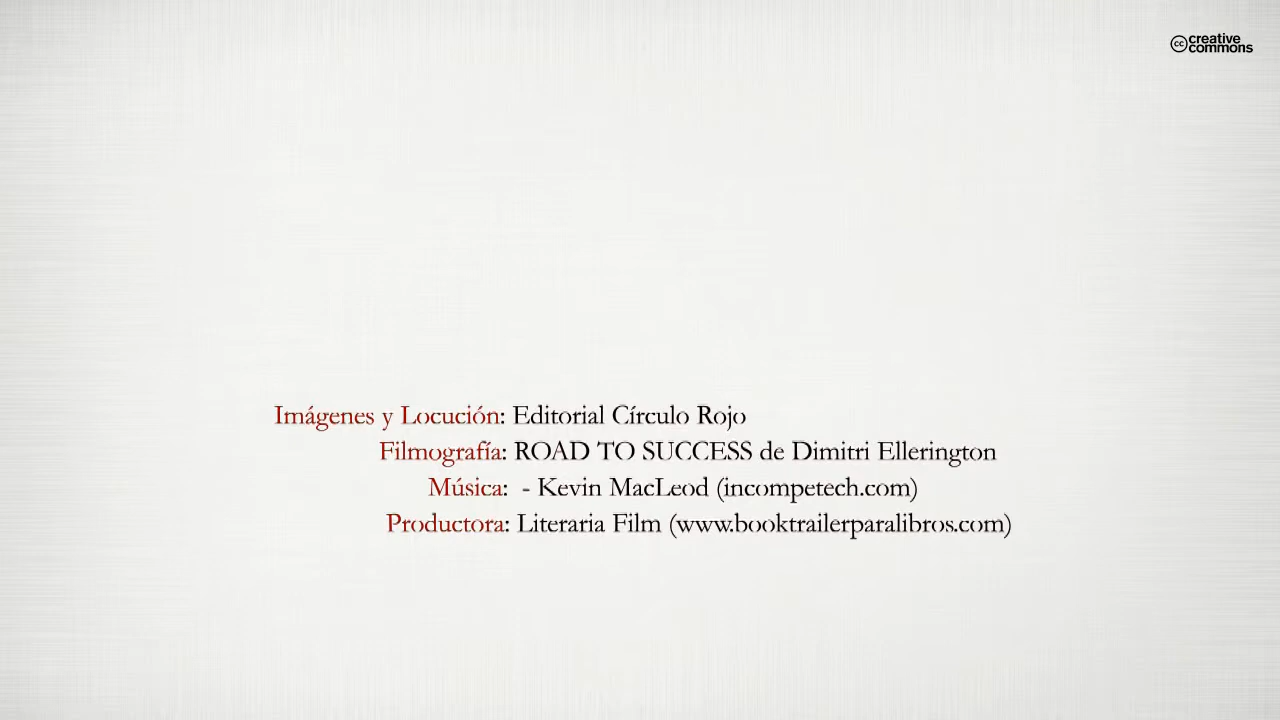 creative
commons
Imágenes y Locución: Editorial Círculo Rojo
Filmografía: ROAD TO SUCCESS de Dimitri Ellerington
Música:  - Kevin MacLeod (incompetech.com)
Productora: Literaria Film (www.booktrailerparalibros.com)